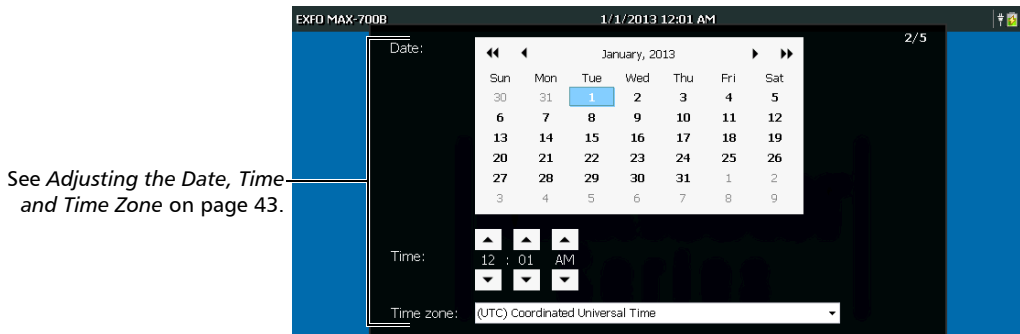 EXFO MAX-700B 1/1/2013 12:01 AM
2/5
Date:
January, 2013
Sun Mon Tue Wed Thu Fri Sat
30 31 1 2 3 4 5
6 7 8 9 10 11 12
13 14 15 16 17 18 19
20 21 22 23 24 25 26
27 28 29 30 31 1 2
3 4 5 6 7 8 9
See Adjusting the Date, Time
and Time Zone on page 43.
Time: 12 : 01 AM
Time zone: (UTC) Coordinated Universal Time